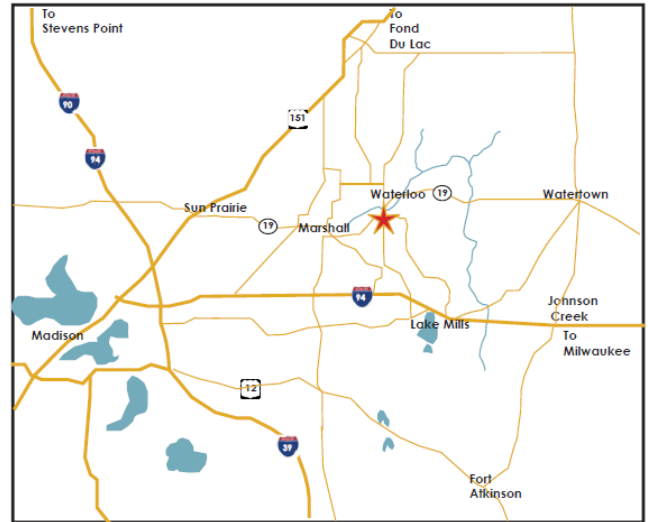 To
Stevens Point
To
Fond
Du Lac
90
151
94
Waterloo
19
Watertown
Sun Prairie
19
Marshall
94
Johnson
Creek
Lake Mills
Madison
To
Milwaukee
12
39
Fort
Atkinson